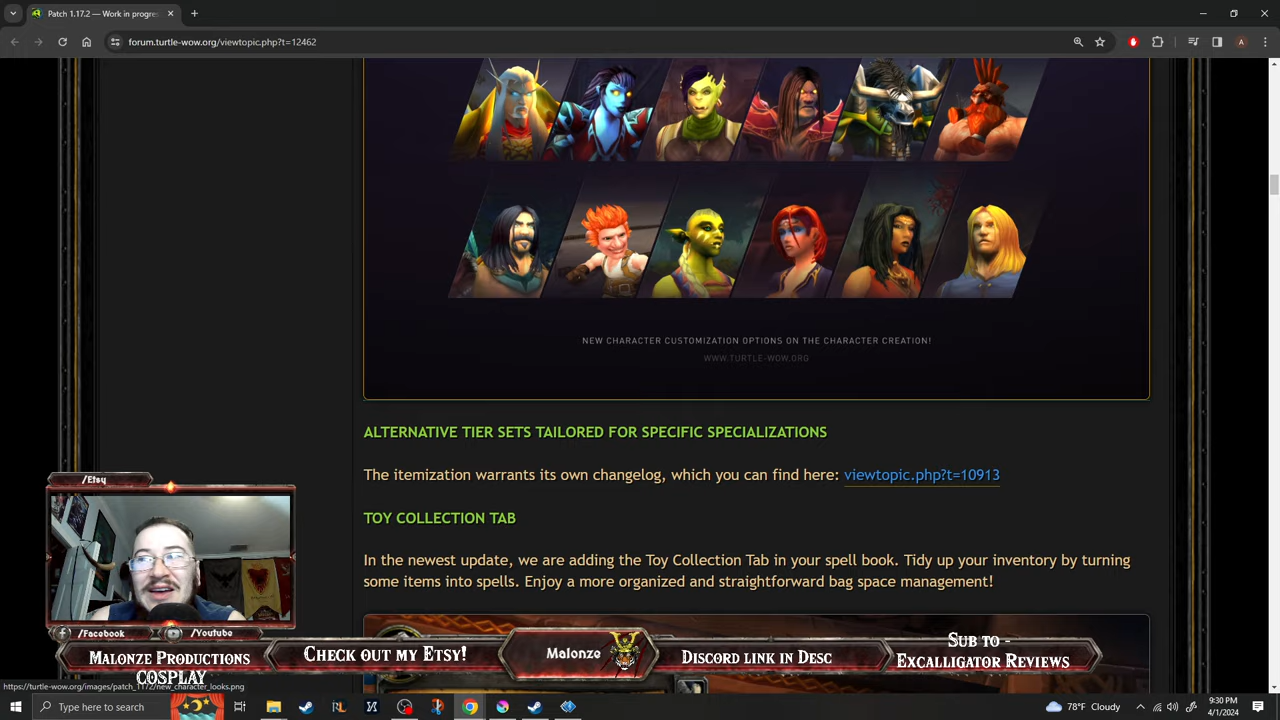 Patch 1.17.2 — Work in progres
forum.turtle-wow.org/viewtopic.php?t=12462
A
NEW CHARACTER CUSTOMIZATION OPTIONS ON THE CHARACTER CREATION!
WWW.TURTLE-WOW.ORG
ALTERNATIVE TIER SETS TAILORED FOR SPECIFIC SPECIALIZATIONS
The itemization warrants its own changelog, which you can find here: viewtopic.php?t=10913
TOY COLLECTION TAB
In the newest update, we are adding the Toy Collection Tab in your spell book. Tidy up your inventory by turning
some items into spells. Enjoy a more organized and straightforward bag space management!
/Etsy
/Facebook
/Youtube
Malonze Productions
Cosplay
Check out my Etsy!
Malonze
Discord link in Desc
Sub to -
Excalligator Reviews
https://turtle-wow.org/images/patch_1172/new_character_looks.png
Type here to search
78°F Cloudy
9:30 PM
4/1/2024